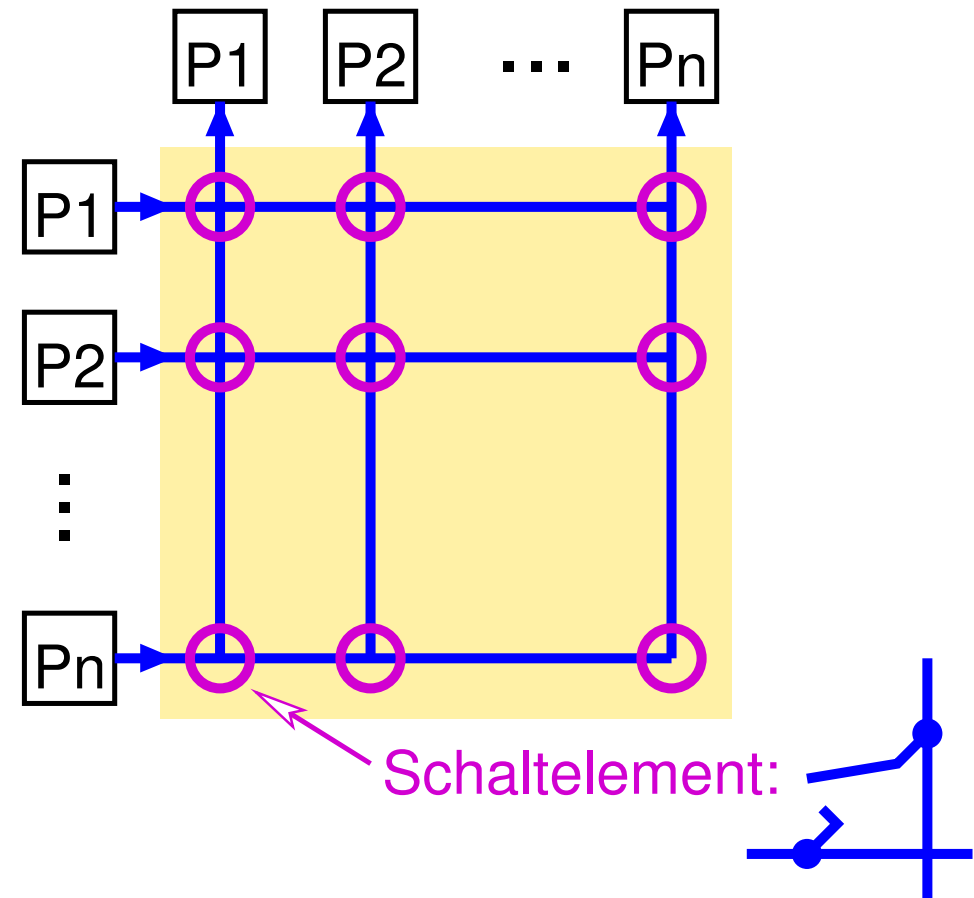 P1 P2 ... Pn
P1
P2
⋮
Pn
Schaltelement: